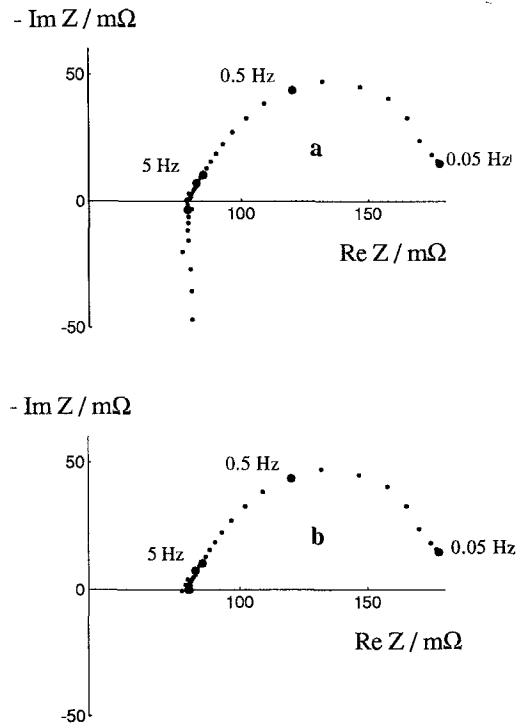 - Im Z / mΩ
50
0.5 Hz
a
5 Hz
0.05 Hz
0
100
150
Re Z / mΩ
-50
- Im Z / mΩ
50
0.5 Hz
b
5 Hz
0.05 Hz
0
100
150
Re Z / mΩ
-50